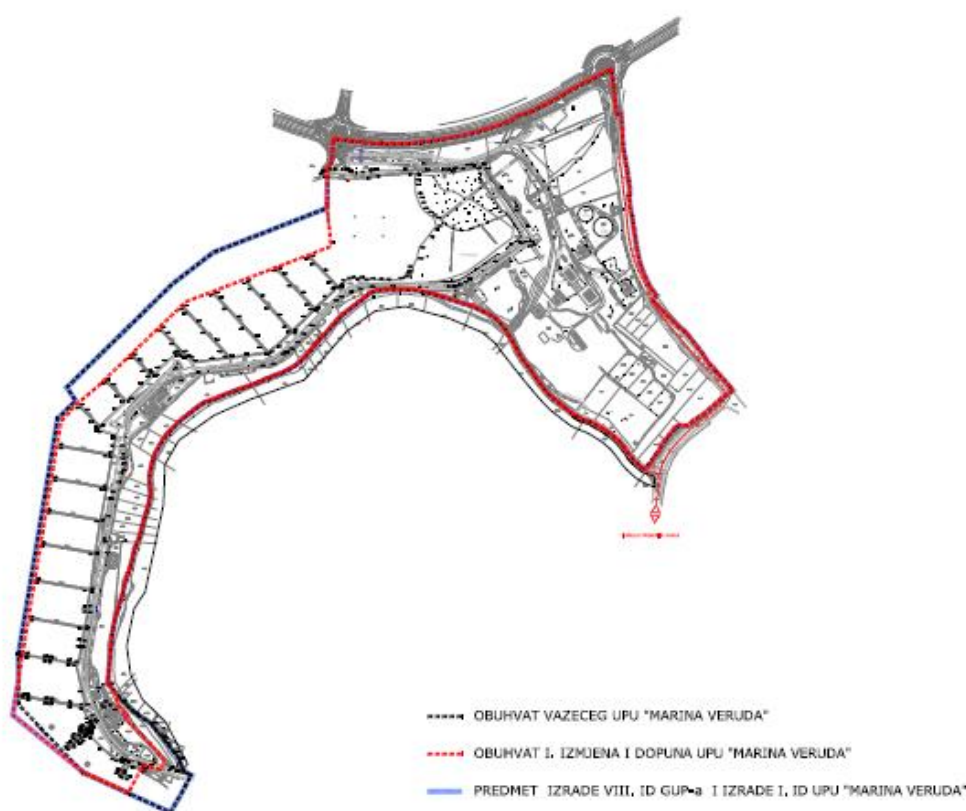 OBUHVAT VAZECEG UPU "MARINA VERUDA"
OBUHVAT I. IZMJENA I DOPUNA UPU "MARINA VERUDA"
PREDMET IZRADE VIII. ID GUP-a I IZRADE I. ID UPU "MARINA VERUDA"